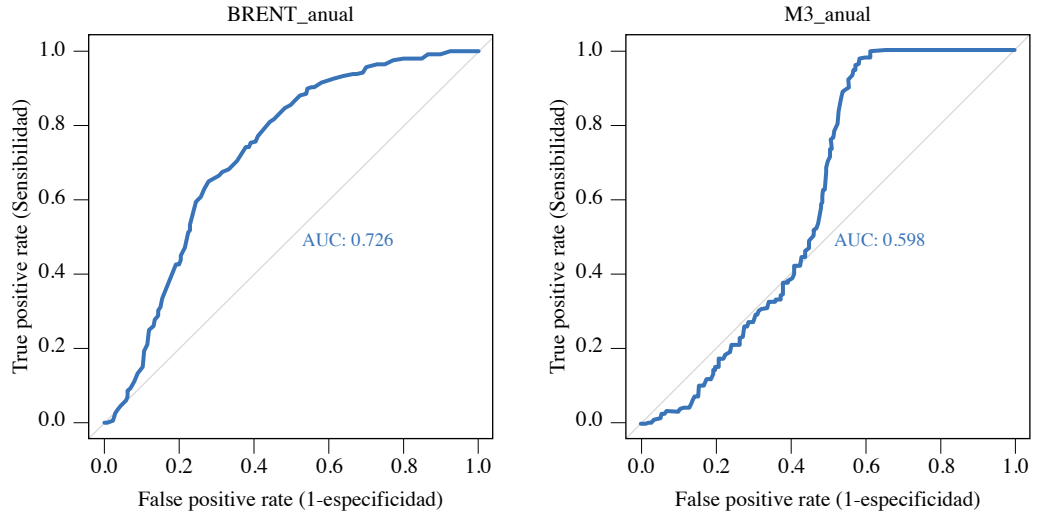 BRENT_anual
True positive rate (Sensibilidad)
1.0
0.8
0.6
0.4
0.2
0.0
AUC: 0.726
0.0 0.2 0.4 0.6 0.8 1.0
False positive rate (1-especificidad)
M3_anual
True positive rate (Sensibilidad)
1.0
0.8
0.6
0.4
0.2
0.0
AUC: 0.598
0.0 0.2 0.4 0.6 0.8 1.0
False positive rate (1-especificidad)